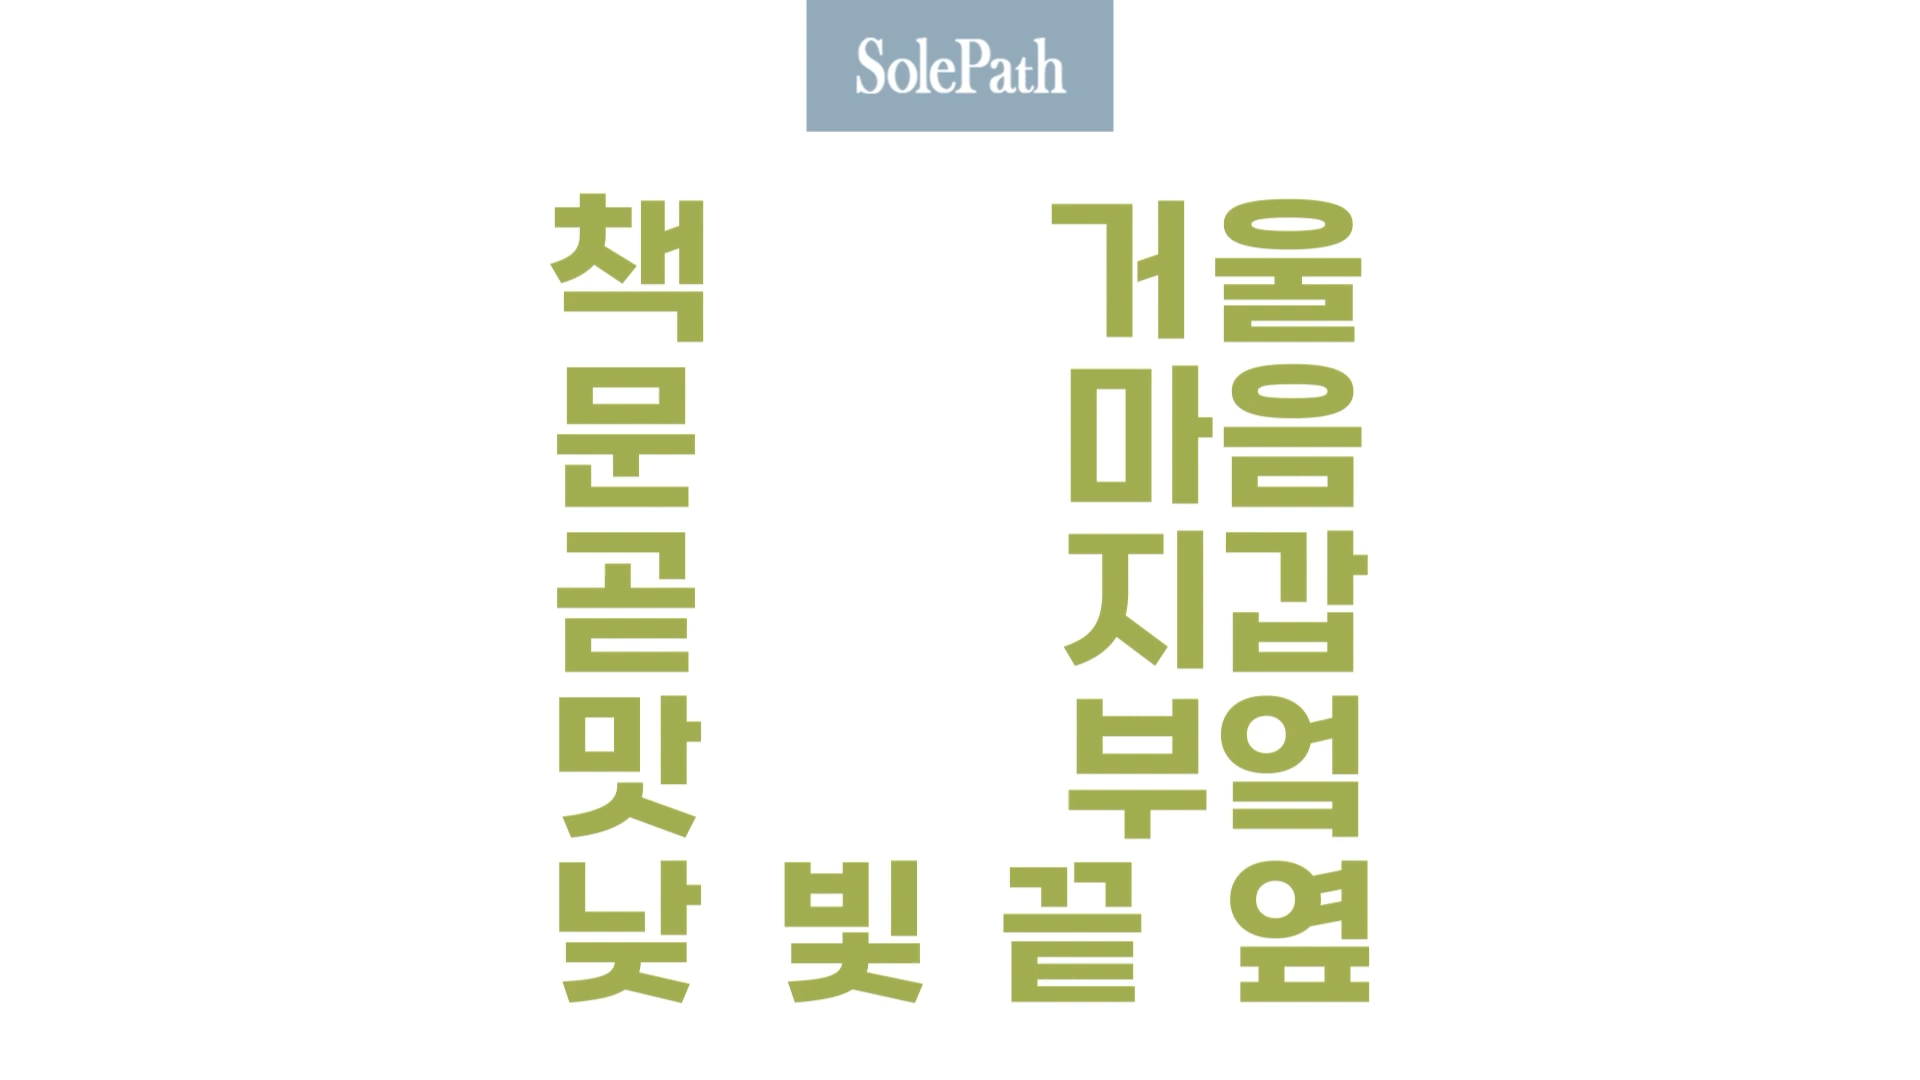 SolePath
책 거울
문 마음
곧 지갑
맛 부엌
낮 빛 끝 옆